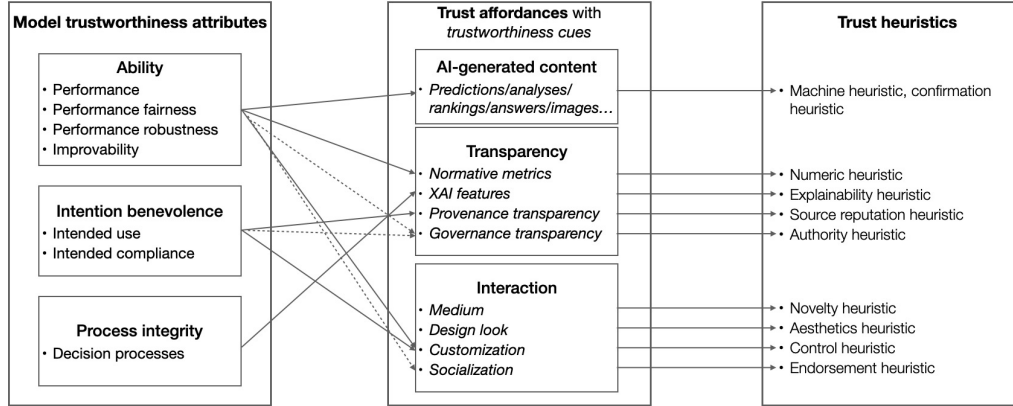 Model trustworthiness attributes
Ability
• Performance
• Performance fairness
• Performance robustness
• Improvability
Intention benevolence
• Intended use
• Intended compliance
Process integrity
• Decision processes
Trust affordances with
trustworthiness cues
AI-generated content
• Predictions/analyses/
rankings/answers/images…
Transparency
• Normative metrics
• XAI features
• Provenance transparency
• Governance transparency
Interaction
• Medium
• Design look
• Customization
• Socialization
Trust heuristics
• Machine heuristic, confirmation
heuristic
• Numeric heuristic
• Explainability heuristic
• Source reputation heuristic
• Authority heuristic
• Novelty heuristic
• Aesthetics heuristic
• Control heuristic
• Endorsement heuristic